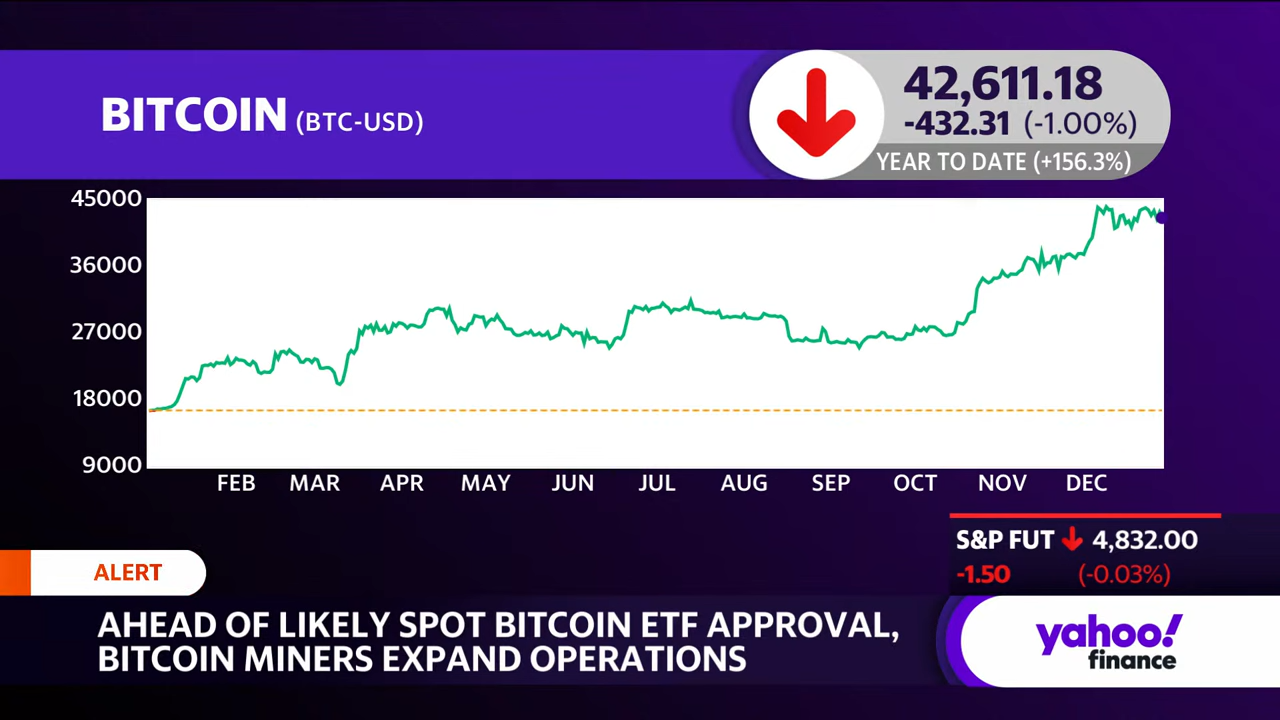 BITCOIN (BTC-USD)
42,611.18
-432.31 (-1.00%)
YEAR TO DATE (+156.3%)
45000
36000
27000
18000
9000
FEB MAR APR MAY JUN JUL AUG SEP OCT NOV DEC
S&P FUT 4,832.00
-1.50 (-0.03%)
ALERT
AHEAD OF LIKELY SPOT BITCOIN ETF APPROVAL,
BITCOIN MINERS EXPAND OPERATIONS
yahoo!
finance